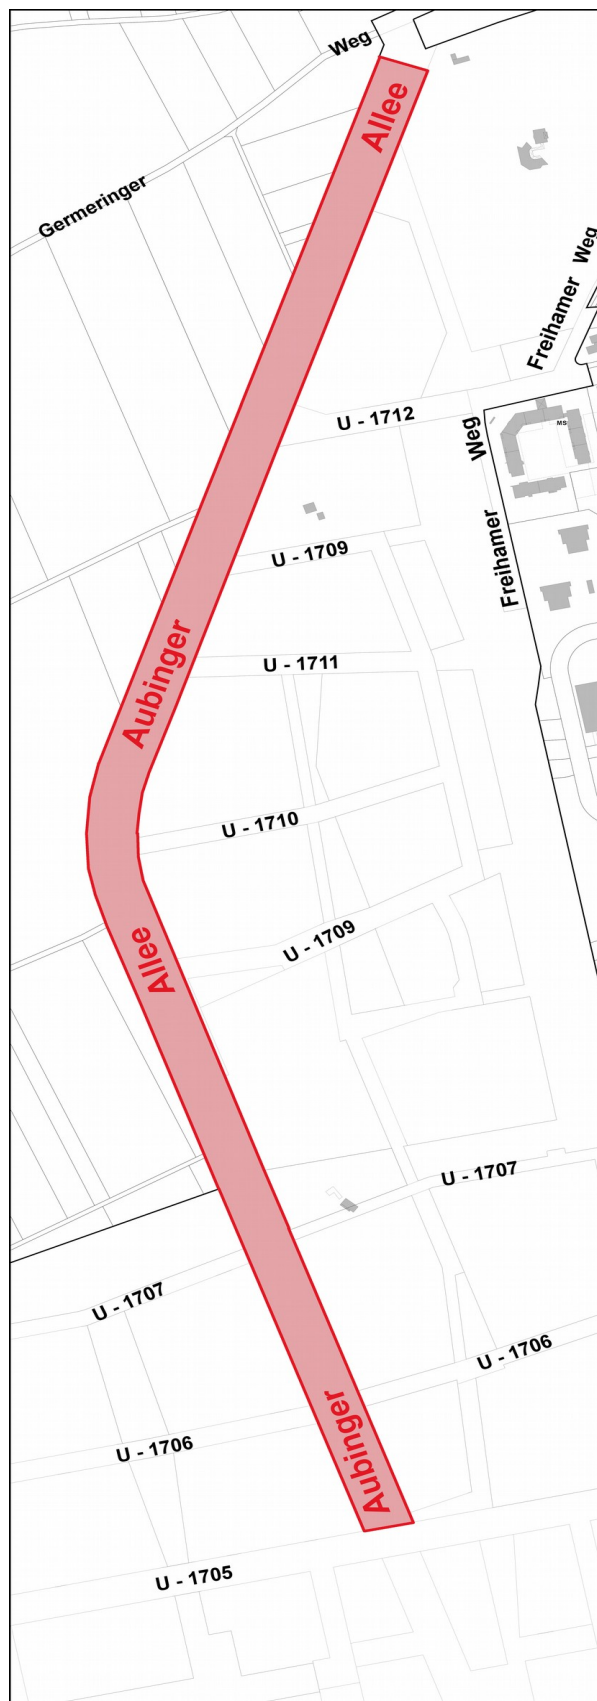 Weg
Allee
Germeringer
Freihamer Weg
U - 1712
MS
Weg
Freihamer
U - 1709
Aubinger
U - 1711
U - 1710
Allee
U - 1709
U - 1707
U - 1707
U - 1706
Aubinger
U - 1706
U - 1705